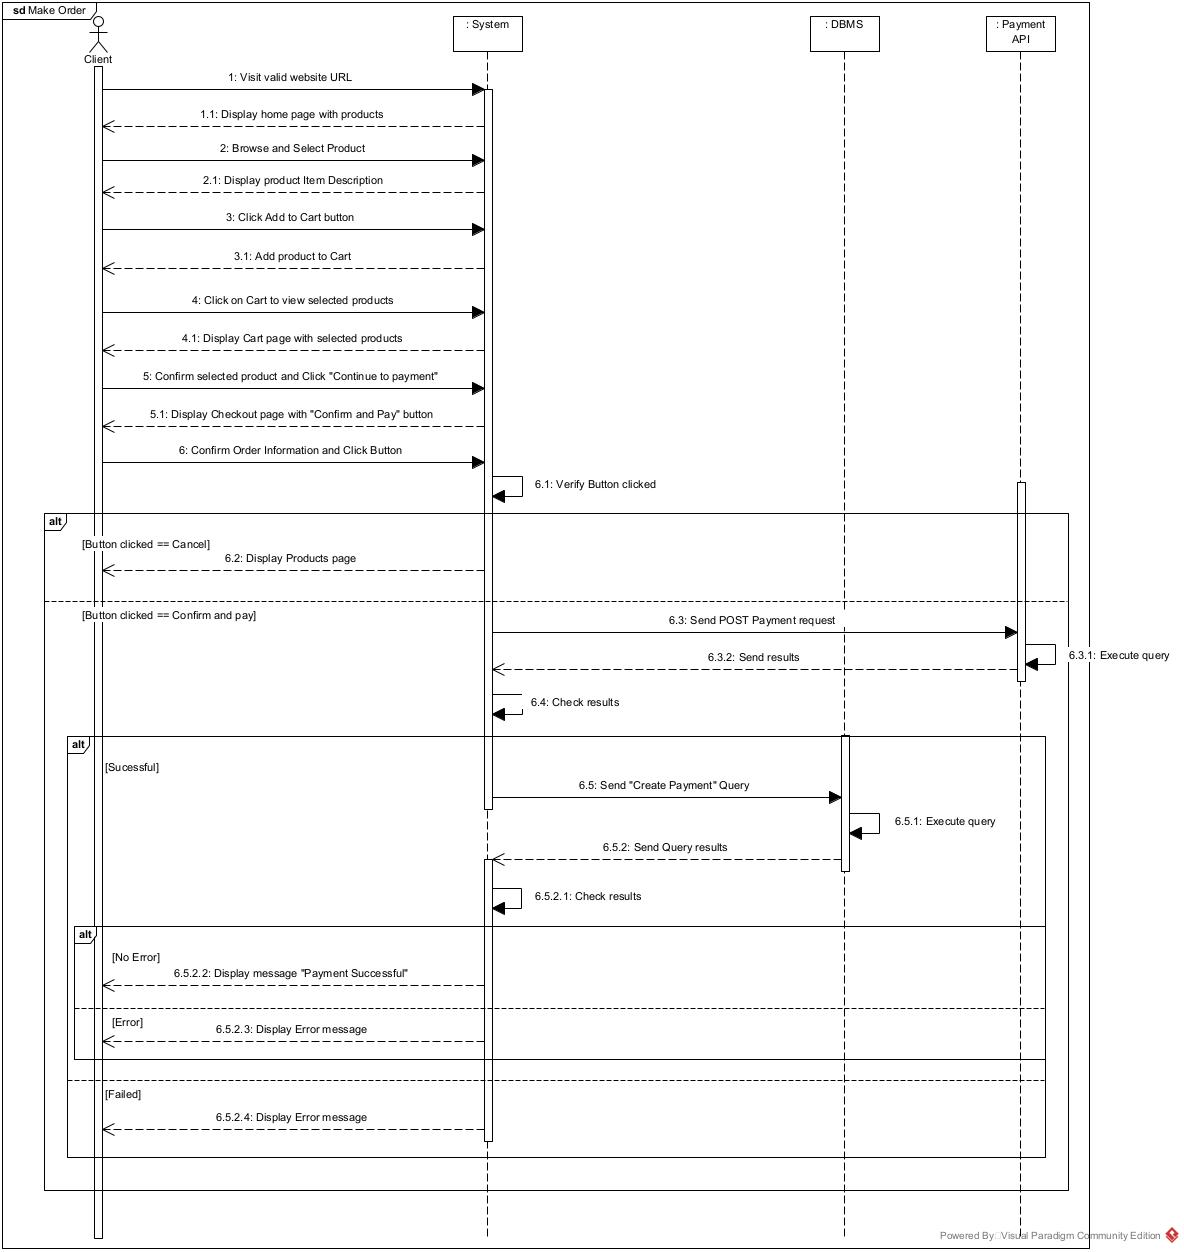 sd Make Order
: System
: DBMS
: Payment
API
Client
1: Visit valid website URL
1.1: Display home page with products
2: Browse and Select Product
2.1: Display product Item Description
3: Click Add to Cart button
3.1: Add product to Cart
4: Click on Cart to view selected products
4.1: Display Cart page with selected products
5: Confirm selected product and Click "Continue to payment"
5.1: Display Checkout page with "Confirm and Pay" button
6: Confirm Order Information and Click Button
6.1: Verify Button clicked
alt
[Button clicked == Cancel]
6.2: Display Products page
[Button clicked == Confirm and pay]
6.3: Send POST Payment request
6.3.1: Execute query
6.3.2: Send results
6.4: Check results
alt
[Sucessful]
6.5: Send "Create Payment" Query
6.5.1: Execute query
6.5.2: Send Query results
6.5.2.1: Check results
alt
[No Error]
6.5.2.2: Display message "Payment Successful"
[Error]
6.5.2.3: Display Error message
[Failed]
6.5.2.4: Display Error message
Powered By Visual Paradigm Community Edition